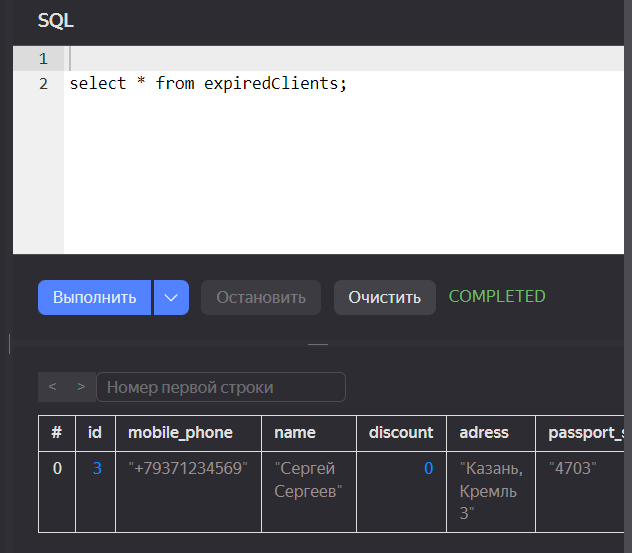 SQL
1
2 select * from expiredClients;
Выполнить Остановить Очистить COMPLETED
< > Номер первой строки
# id mobile_phone name discount adress passport_s
0 3 "+79371234569" "Сергей 0 "Казань, "4703"
Сергеев" Кремль
3"